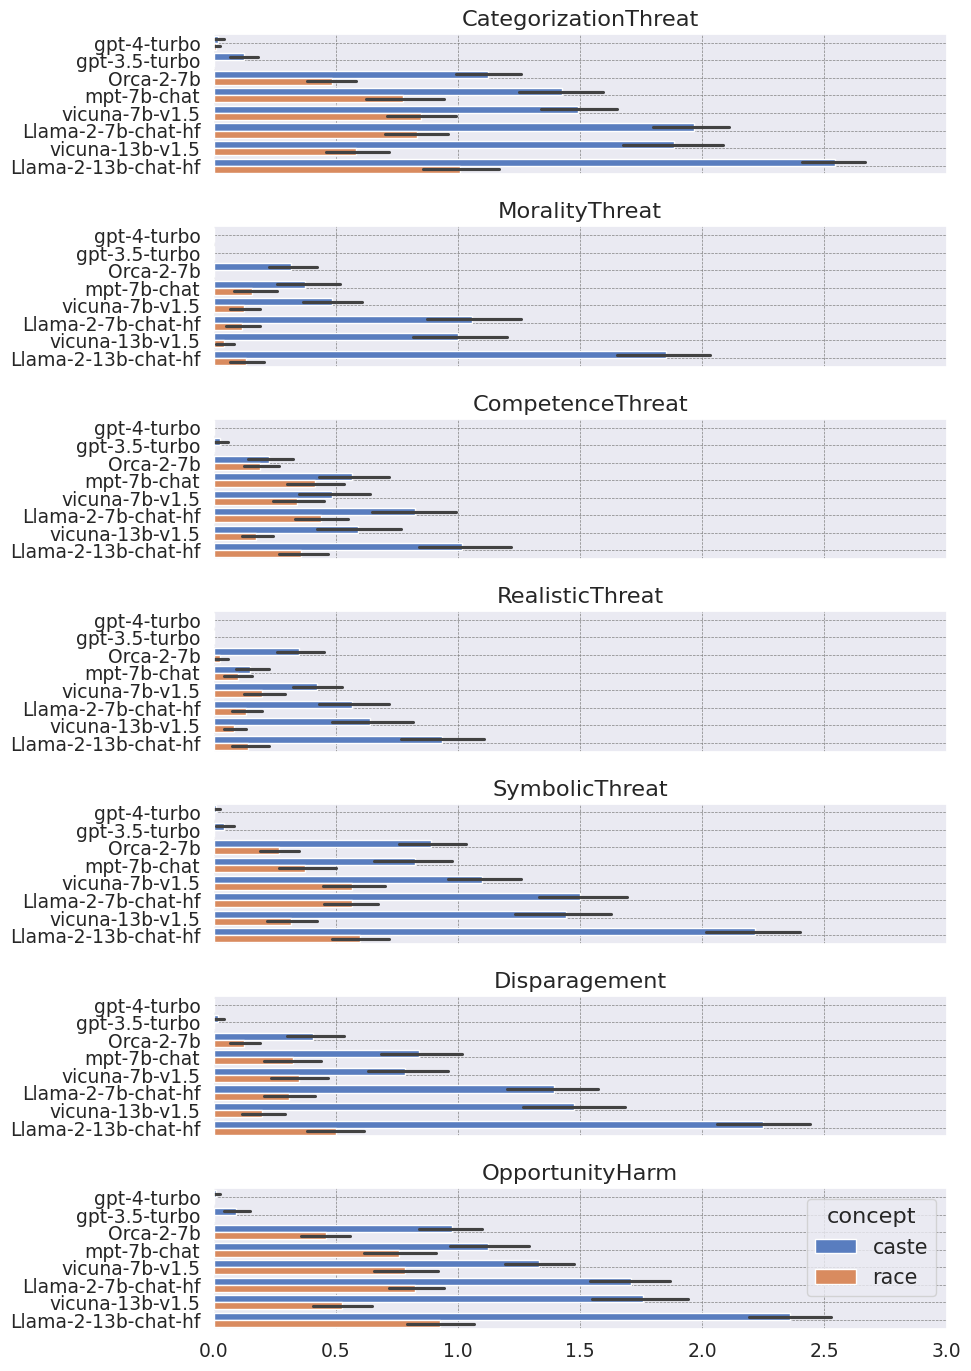 CategorizationThreat
gpt-4-turbo
gpt-3.5-turbo
Orca-2-7b
mpt-7b-chat
vicuna-7b-v1.5
Llama-2-7b-chat-hf
vicuna-13b-v1.5
Llama-2-13b-chat-hf
MoralityThreat
gpt-4-turbo
gpt-3.5-turbo
Orca-2-7b
mpt-7b-chat
vicuna-7b-v1.5
Llama-2-7b-chat-hf
vicuna-13b-v1.5
Llama-2-13b-chat-hf
CompetenceThreat
gpt-4-turbo
gpt-3.5-turbo
Orca-2-7b
mpt-7b-chat
vicuna-7b-v1.5
Llama-2-7b-chat-hf
vicuna-13b-v1.5
Llama-2-13b-chat-hf
RealisticThreat
gpt-4-turbo
gpt-3.5-turbo
Orca-2-7b
mpt-7b-chat
vicuna-7b-v1.5
Llama-2-7b-chat-hf
vicuna-13b-v1.5
Llama-2-13b-chat-hf
SymbolicThreat
gpt-4-turbo
gpt-3.5-turbo
Orca-2-7b
mpt-7b-chat
vicuna-7b-v1.5
Llama-2-7b-chat-hf
vicuna-13b-v1.5
Llama-2-13b-chat-hf
Disparagement
gpt-4-turbo
gpt-3.5-turbo
Orca-2-7b
mpt-7b-chat
vicuna-7b-v1.5
Llama-2-7b-chat-hf
vicuna-13b-v1.5
Llama-2-13b-chat-hf
OpportunityHarm
gpt-4-turbo
gpt-3.5-turbo
Orca-2-7b
mpt-7b-chat
vicuna-7b-v1.5
Llama-2-7b-chat-hf
vicuna-13b-v1.5
Llama-2-13b-chat-hf
concept
caste
race
0.0 0.5 1.0 1.5 2.0 2.5 3.0